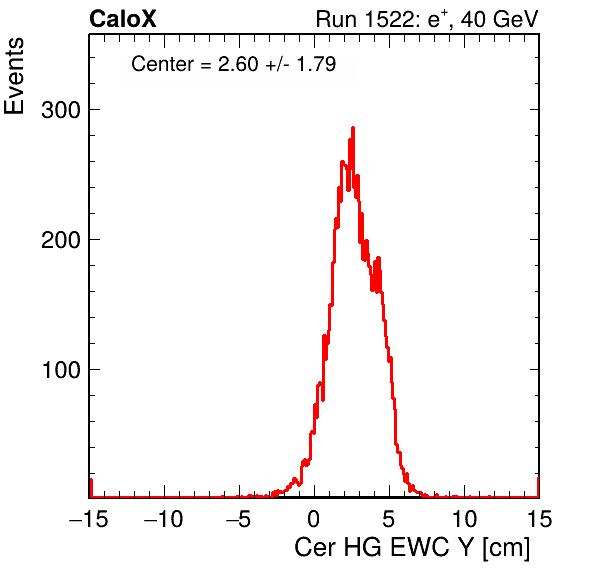 CaloX Run 1522: e⁺, 40 GeV
Center = 2.60 +/- 1.79
Events
300
200
100
−15 −10 −5 0 5 10 15
Cer HG EWC Y [cm]